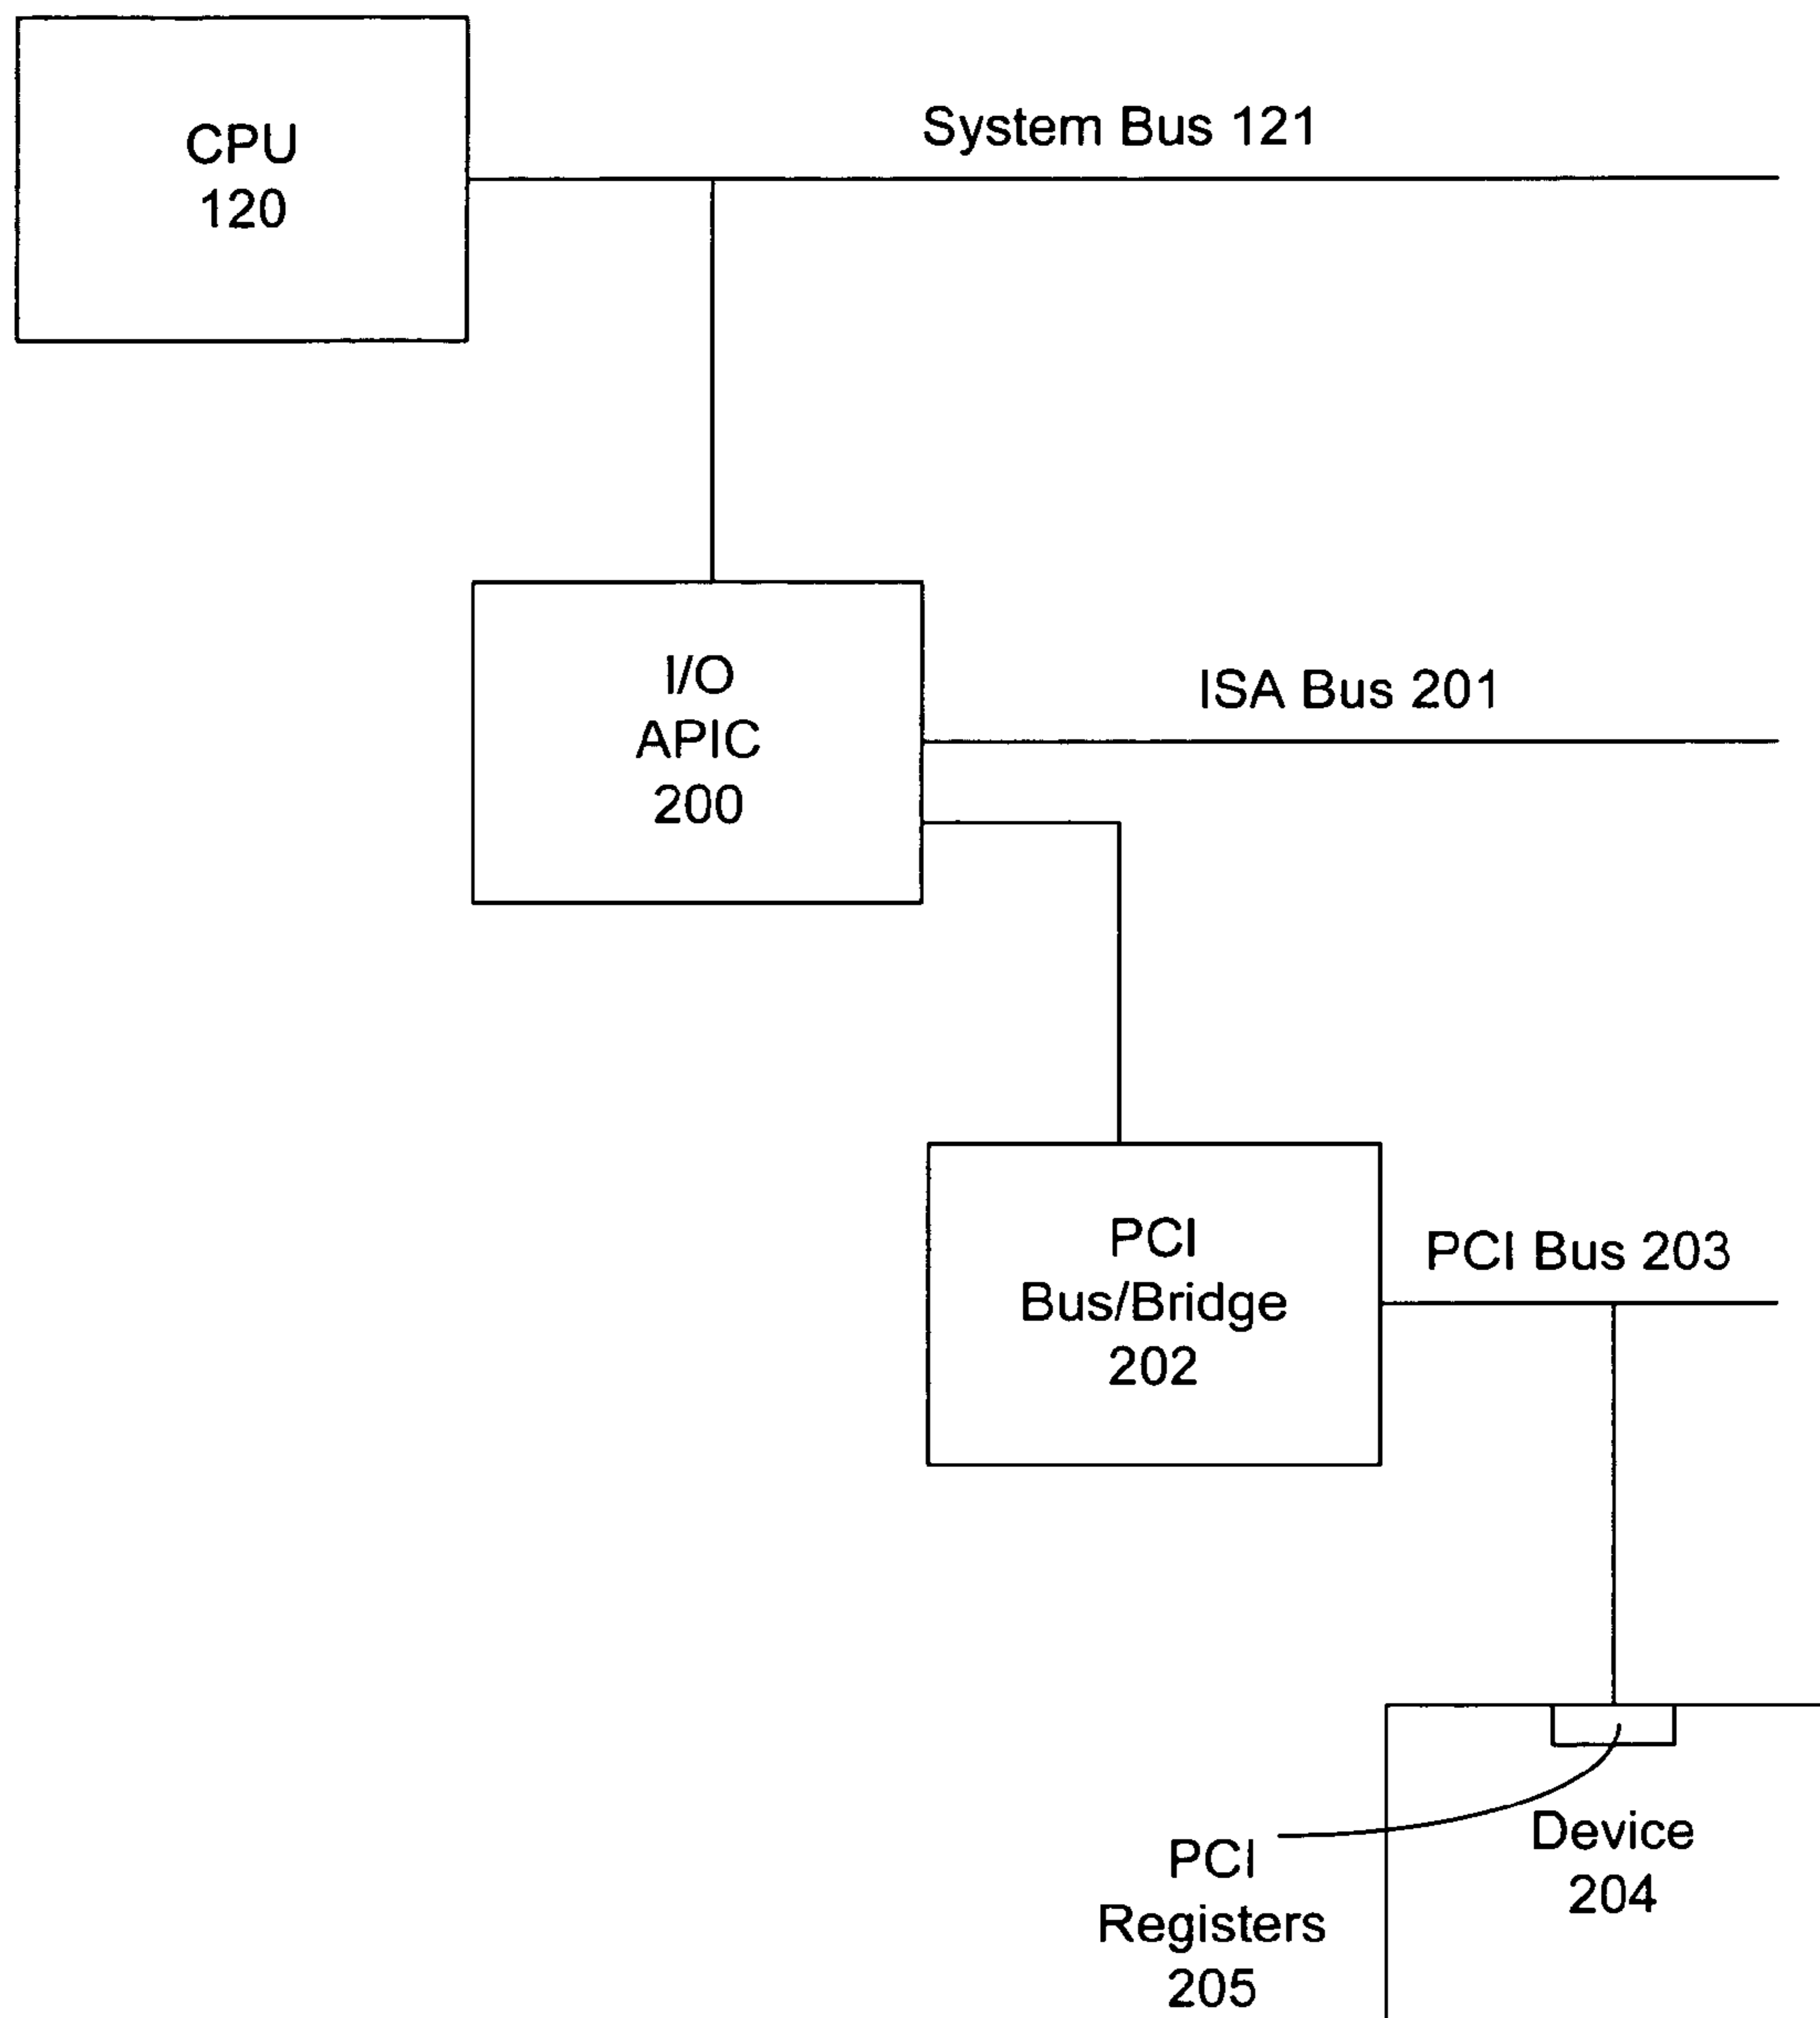 CPU
120
System Bus 121
I/O
APIC
200
ISA Bus 201
PCI
Bus/Bridge
202
PCI Bus 203
Device
204
PCI
Registers
205